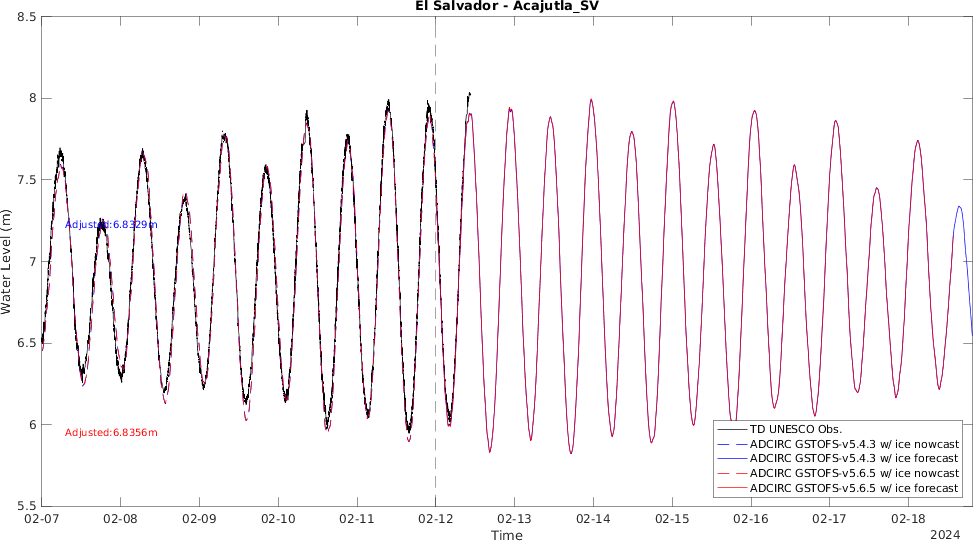 El Salvador - Acajutla_SV
8.5
8
7.5
7
6.5
6
5.5
Water Level (m)
Adjusted:6.8329m
Adjusted:6.8356m
TD UNESCO Obs.
ADCIRC GSTOFS-v5.4.3 w/ ice nowcast
ADCIRC GSTOFS-v5.4.3 w/ ice forecast
ADCIRC GSTOFS-v5.6.5 w/ ice nowcast
ADCIRC GSTOFS-v5.6.5 w/ ice forecast
02-07 02-08 02-09 02-10 02-11 02-12 02-13 02-14 02-15 02-16 02-17 02-18
Time
2024